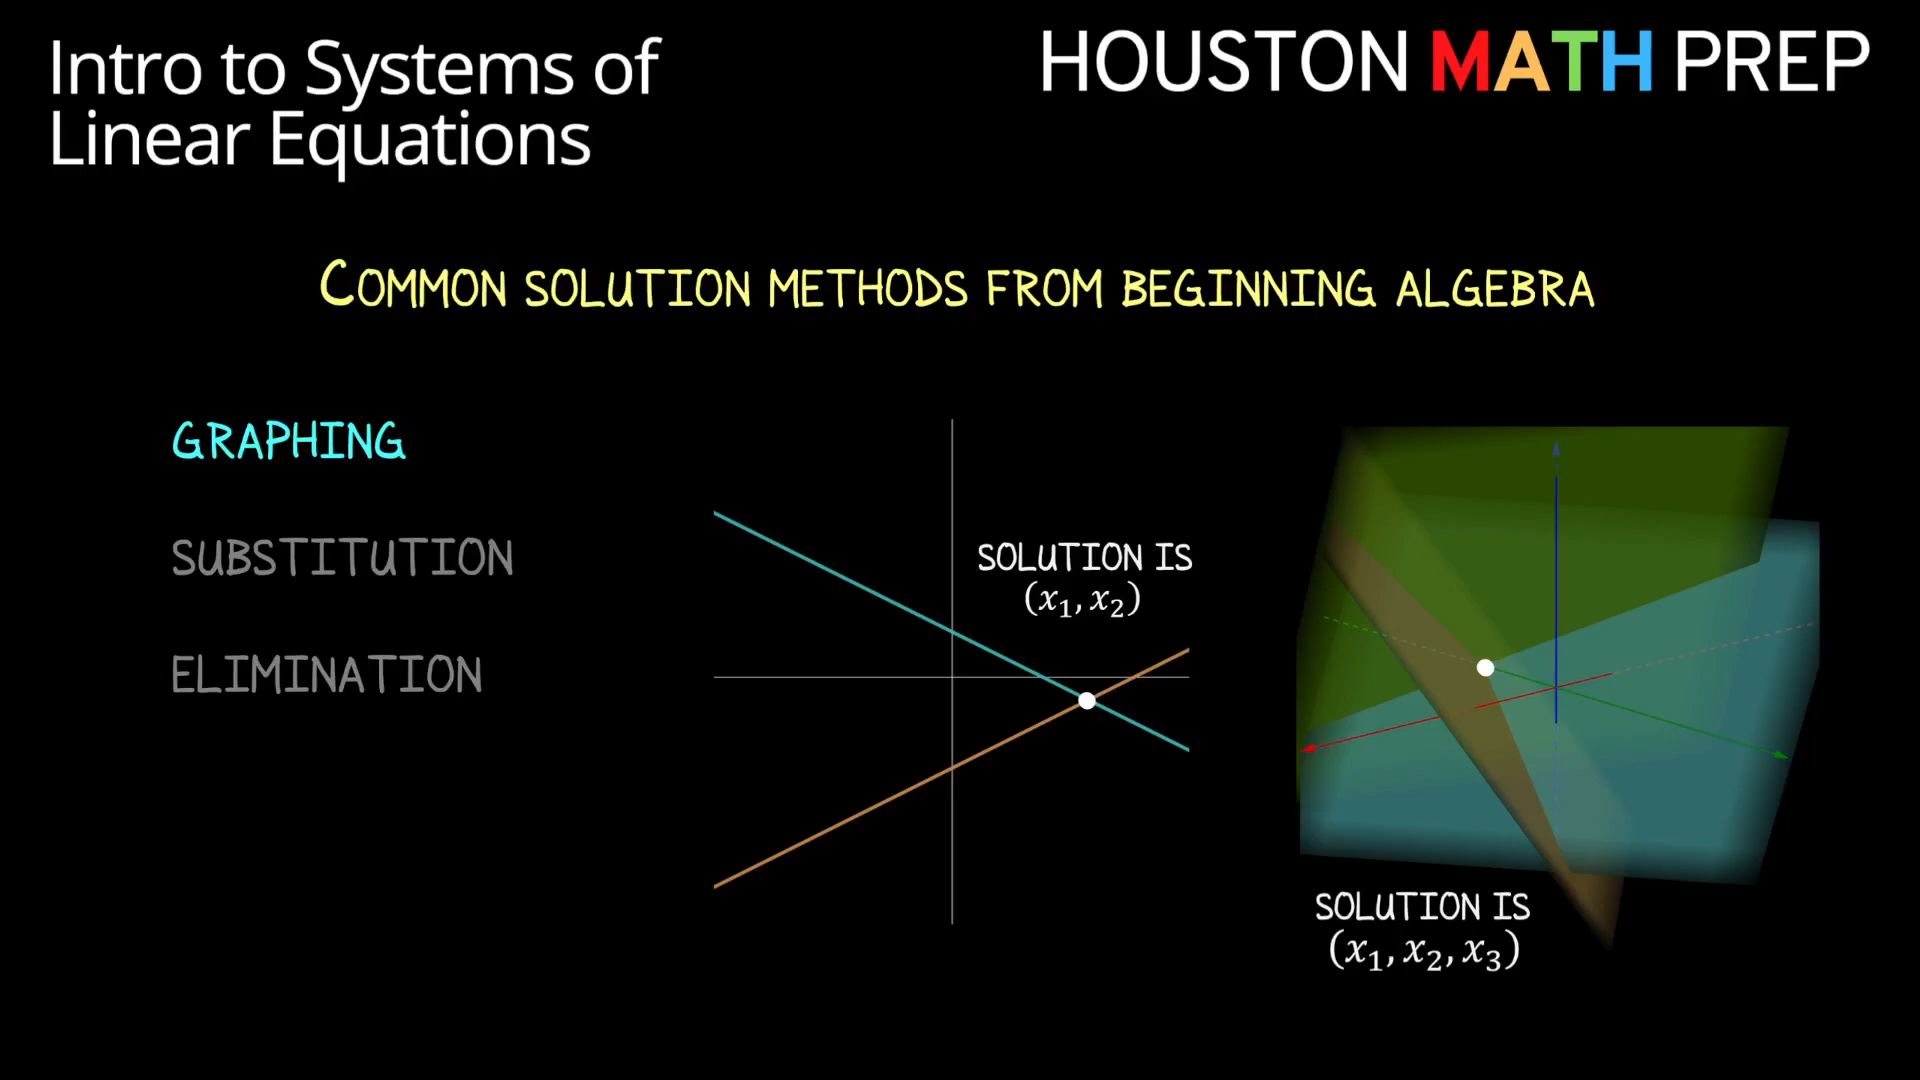 Intro to Systems of
Linear Equations
HOUSTON MATH PREP
COMMON SOLUTION METHODS FROM BEGINNING ALGEBRA
GRAPHING
SUBSTITUTION
ELIMINATION
SOLUTION IS
(x₁, x₂)
SOLUTION IS
(x₁, x₂, x₃)